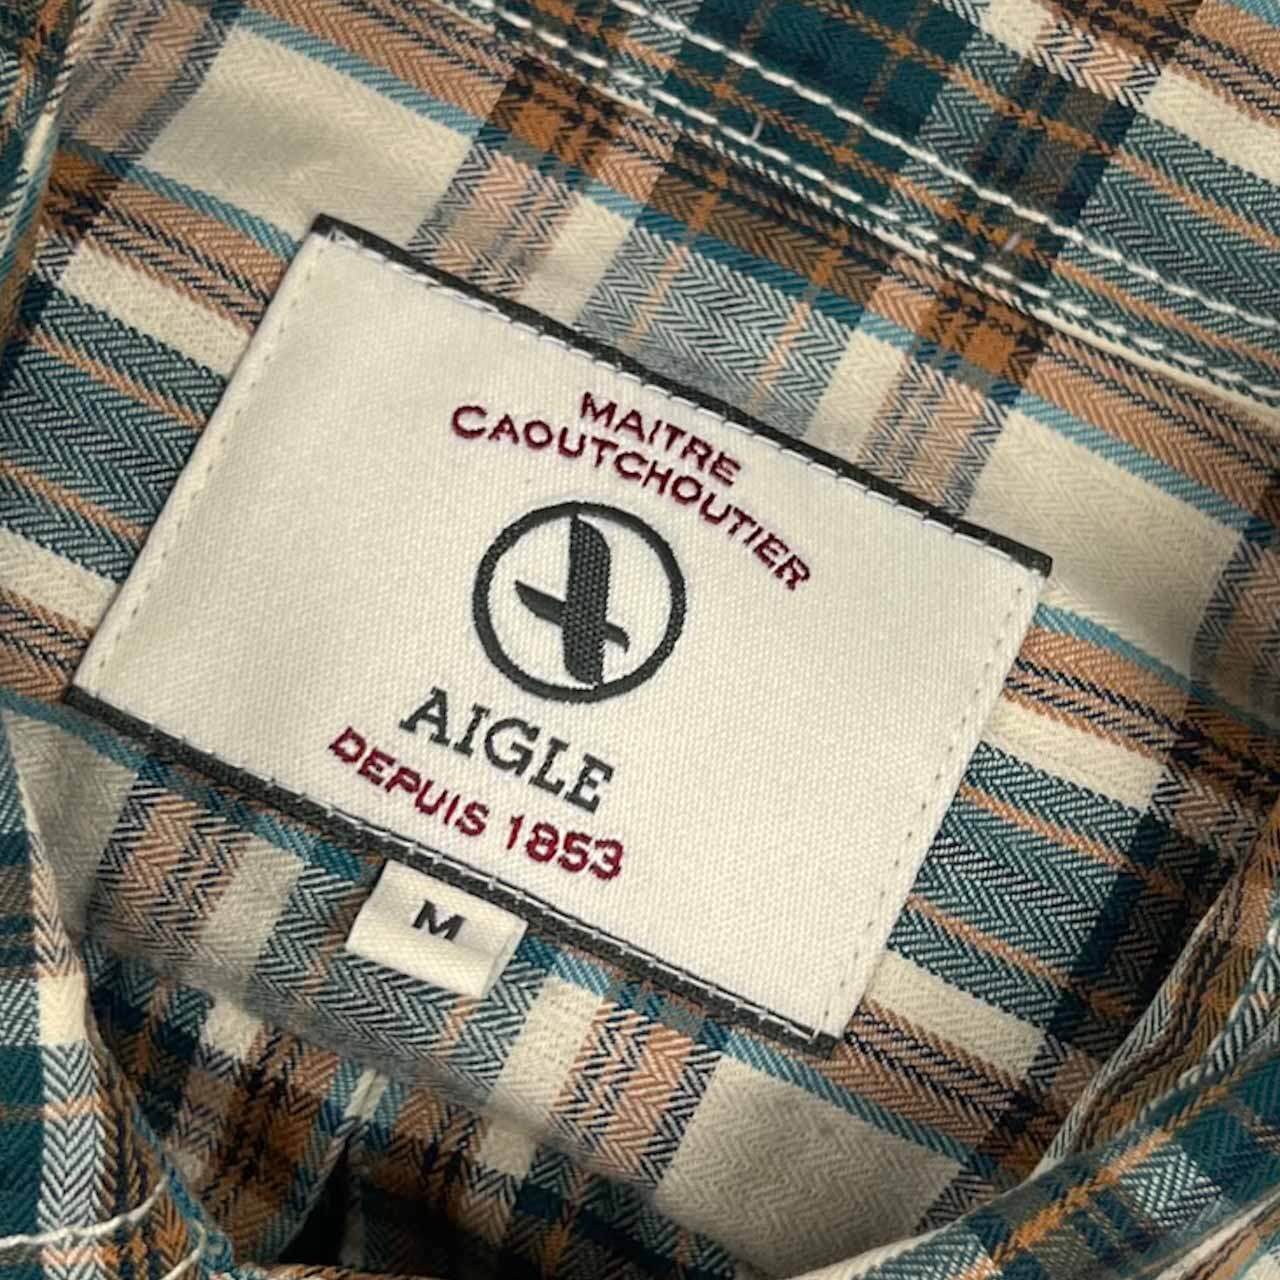 MAITRE
CAOUTCHOUTIER
AIGLE
DEPUIS 1853
M